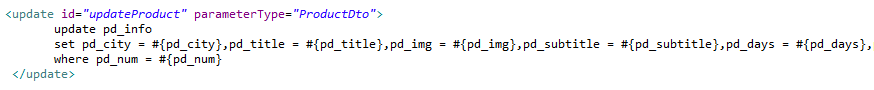 <update id="updateProduct" parameterType="ProductDto">
update pd_info
set pd_city = #{pd_city},pd_title = #{pd_title},pd_img = #{pd_img},pd_subtitle = #{pd_subtitle},pd_days = #{pd_days},
where pd_num = #{pd_num}
</update>